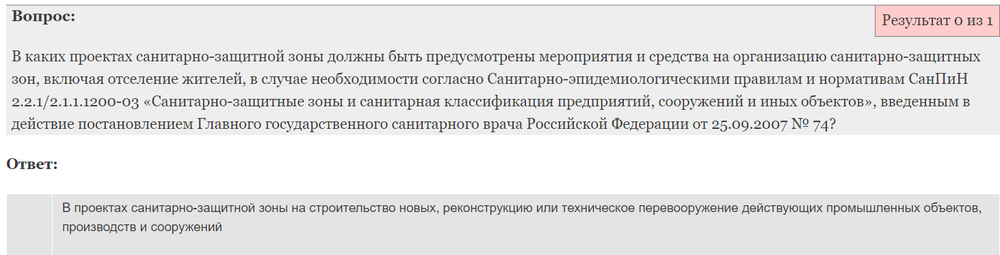 Вопрос:
Результат 0 из 1
В каких проектах санитарно-защитной зоны должны быть предусмотрены мероприятия и средства на организацию санитарно-защитных
зон, включая отселение жителей, в случае необходимости согласно Санитарно-эпидемиологическими правилам и нормативам СанПиН
2.2.1/2.1.1.1200-03 «Санитарно-защитные зоны и санитарная классификация предприятий, сооружений и иных объектов», введенным в
действие постановлением Главного государственного санитарного врача Российской Федерации от 25.09.2007 № 74?
Ответ:
В проектах санитарно-защитной зоны на строительство новых, реконструкцию или техническое перевооружение действующих промышленных объектов,
производств и сооружений